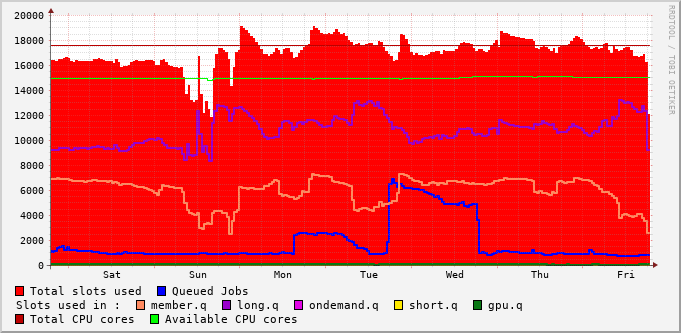 20000
18000
16000
14000
12000
10000
8000
6000
4000
2000
0
Sat Sun Mon Tue Wed Thu Fri
RRDTOOL / TOBI OETIKER
Total slots used Queued Jobs
Slots used in : member.q long.q ondemand.q short.q gpu.q
Total CPU cores Available CPU cores